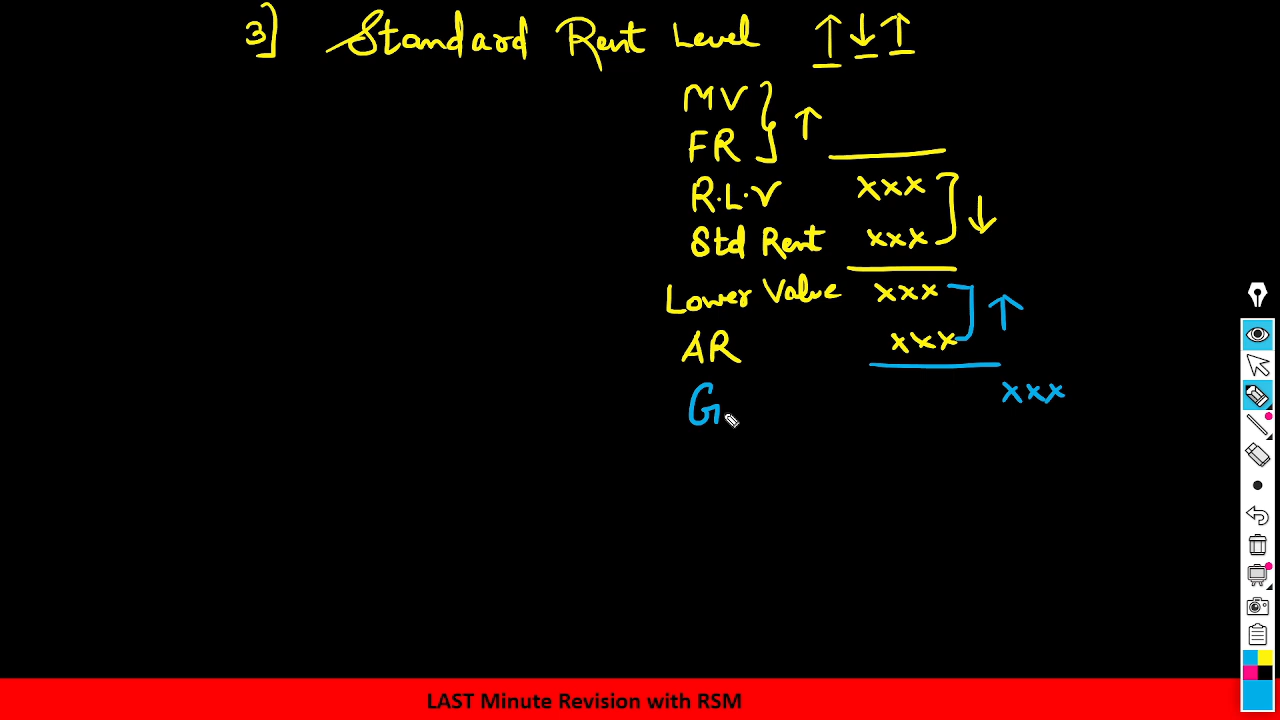 3] Standard Rent Level ↑ ↓ ↑
MV
FR ↑
R.L.V xxx
Std Rent xxx ↓
Lower Value xxx
AR xxx ↑
xxx
G
LAST Minute Revision with RSM